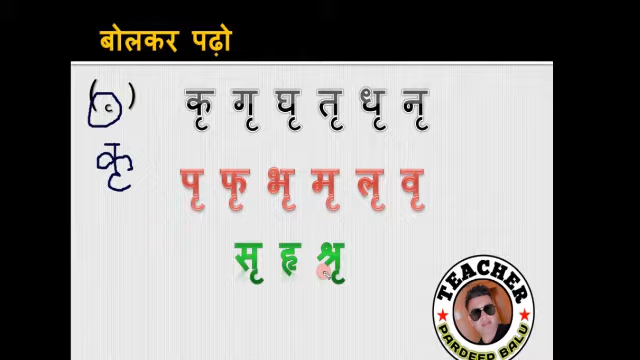 बोलकर पढ़ो
( ृ ) कृ गृ घृ तृ धृ नृ
कृ
पृ फृ भृ मृ लृ वृ
सृ हृ श्रृ
TEACHER
PARDEEP BALU